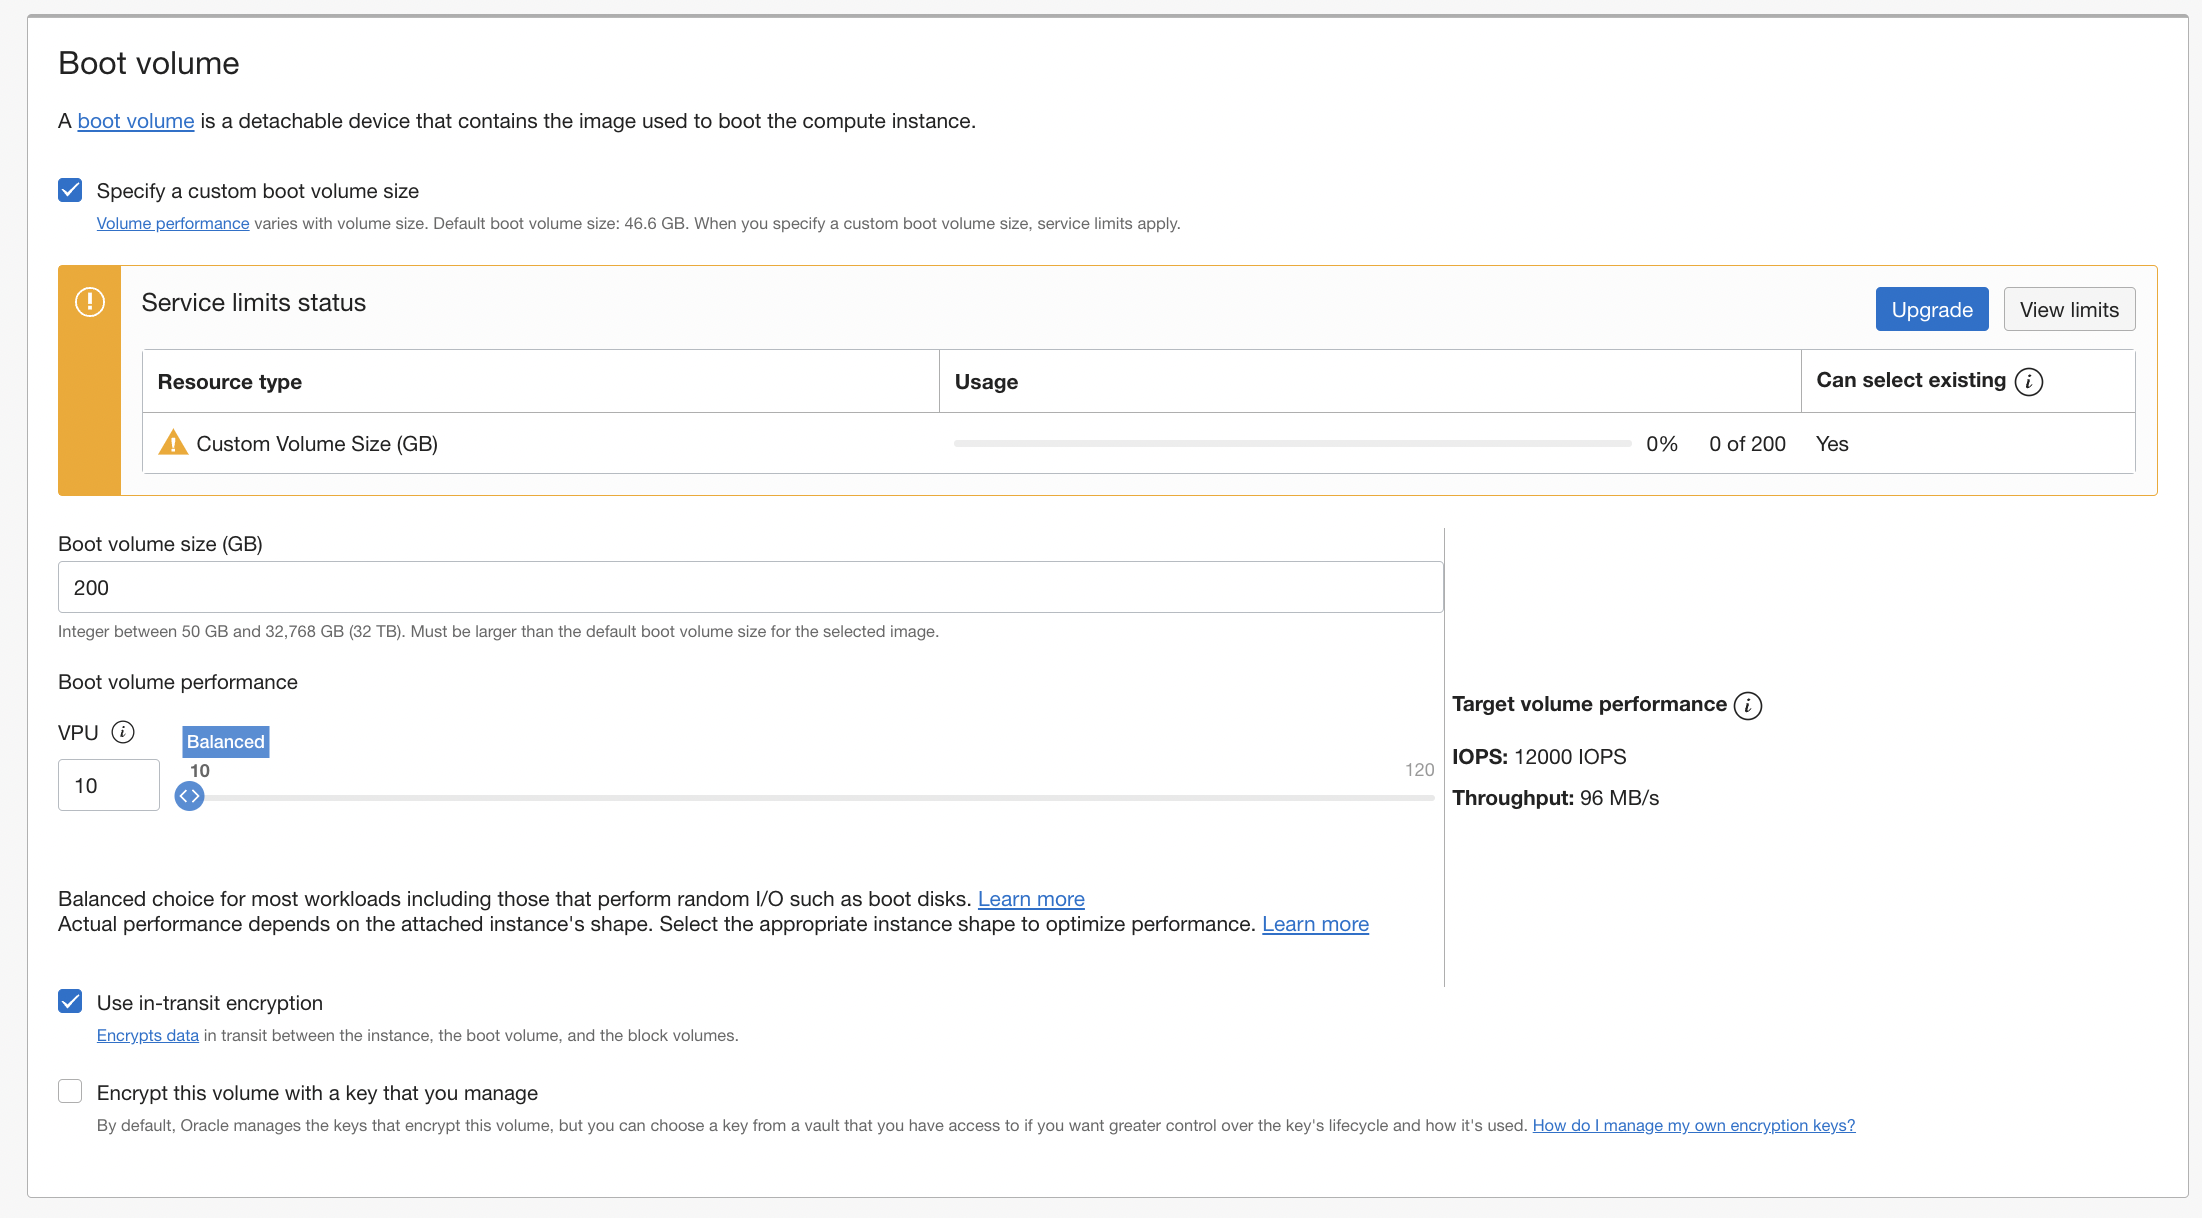 Boot volume
A boot volume is a detachable device that contains the image used to boot the compute instance.
Specify a custom boot volume size
Volume performance varies with volume size. Default boot volume size: 46.6 GB. When you specify a custom boot volume size, service limits apply.
Service limits status
Upgrade
View limits
Resource type
Usage
Can select existing
Custom Volume Size (GB)
0%
0 of 200
Yes
Boot volume size (GB)
200
Integer between 50 GB and 32,768 GB (32 TB). Must be larger than the default boot volume size for the selected image.
Boot volume performance
VPU
10
Balanced
10
120
Target volume performance
IOPS: 12000 IOPS
Throughput: 96 MB/s
Balanced choice for most workloads including those that perform random I/O such as boot disks. Learn more
Actual performance depends on the attached instance's shape. Select the appropriate instance shape to optimize performance. Learn more
Use in-transit encryption
Encrypts data in transit between the instance, the boot volume, and the block volumes.
Encrypt this volume with a key that you manage
By default, Oracle manages the keys that encrypt this volume, but you can choose a key from a vault that you have access to if you want greater control over the key's lifecycle and how it's used. How do I manage my own encryption keys?